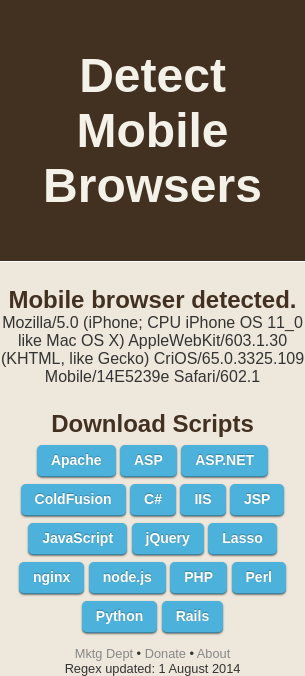 Detect
Mobile
Browsers
Mobile browser detected.
Mozilla/5.0 (iPhone; CPU iPhone OS 11_0
like Mac OS X) AppleWebKit/603.1.30
(KHTML, like Gecko) CriOS/65.0.3325.109
Mobile/14E5239e Safari/602.1
Download Scripts
Apache ASP ASP.NET
ColdFusion C# IIS JSP
JavaScript jQuery Lasso
nginx node.js PHP Perl
Python Rails
Mktg Dept • Donate • About
Regex updated: 1 August 2014